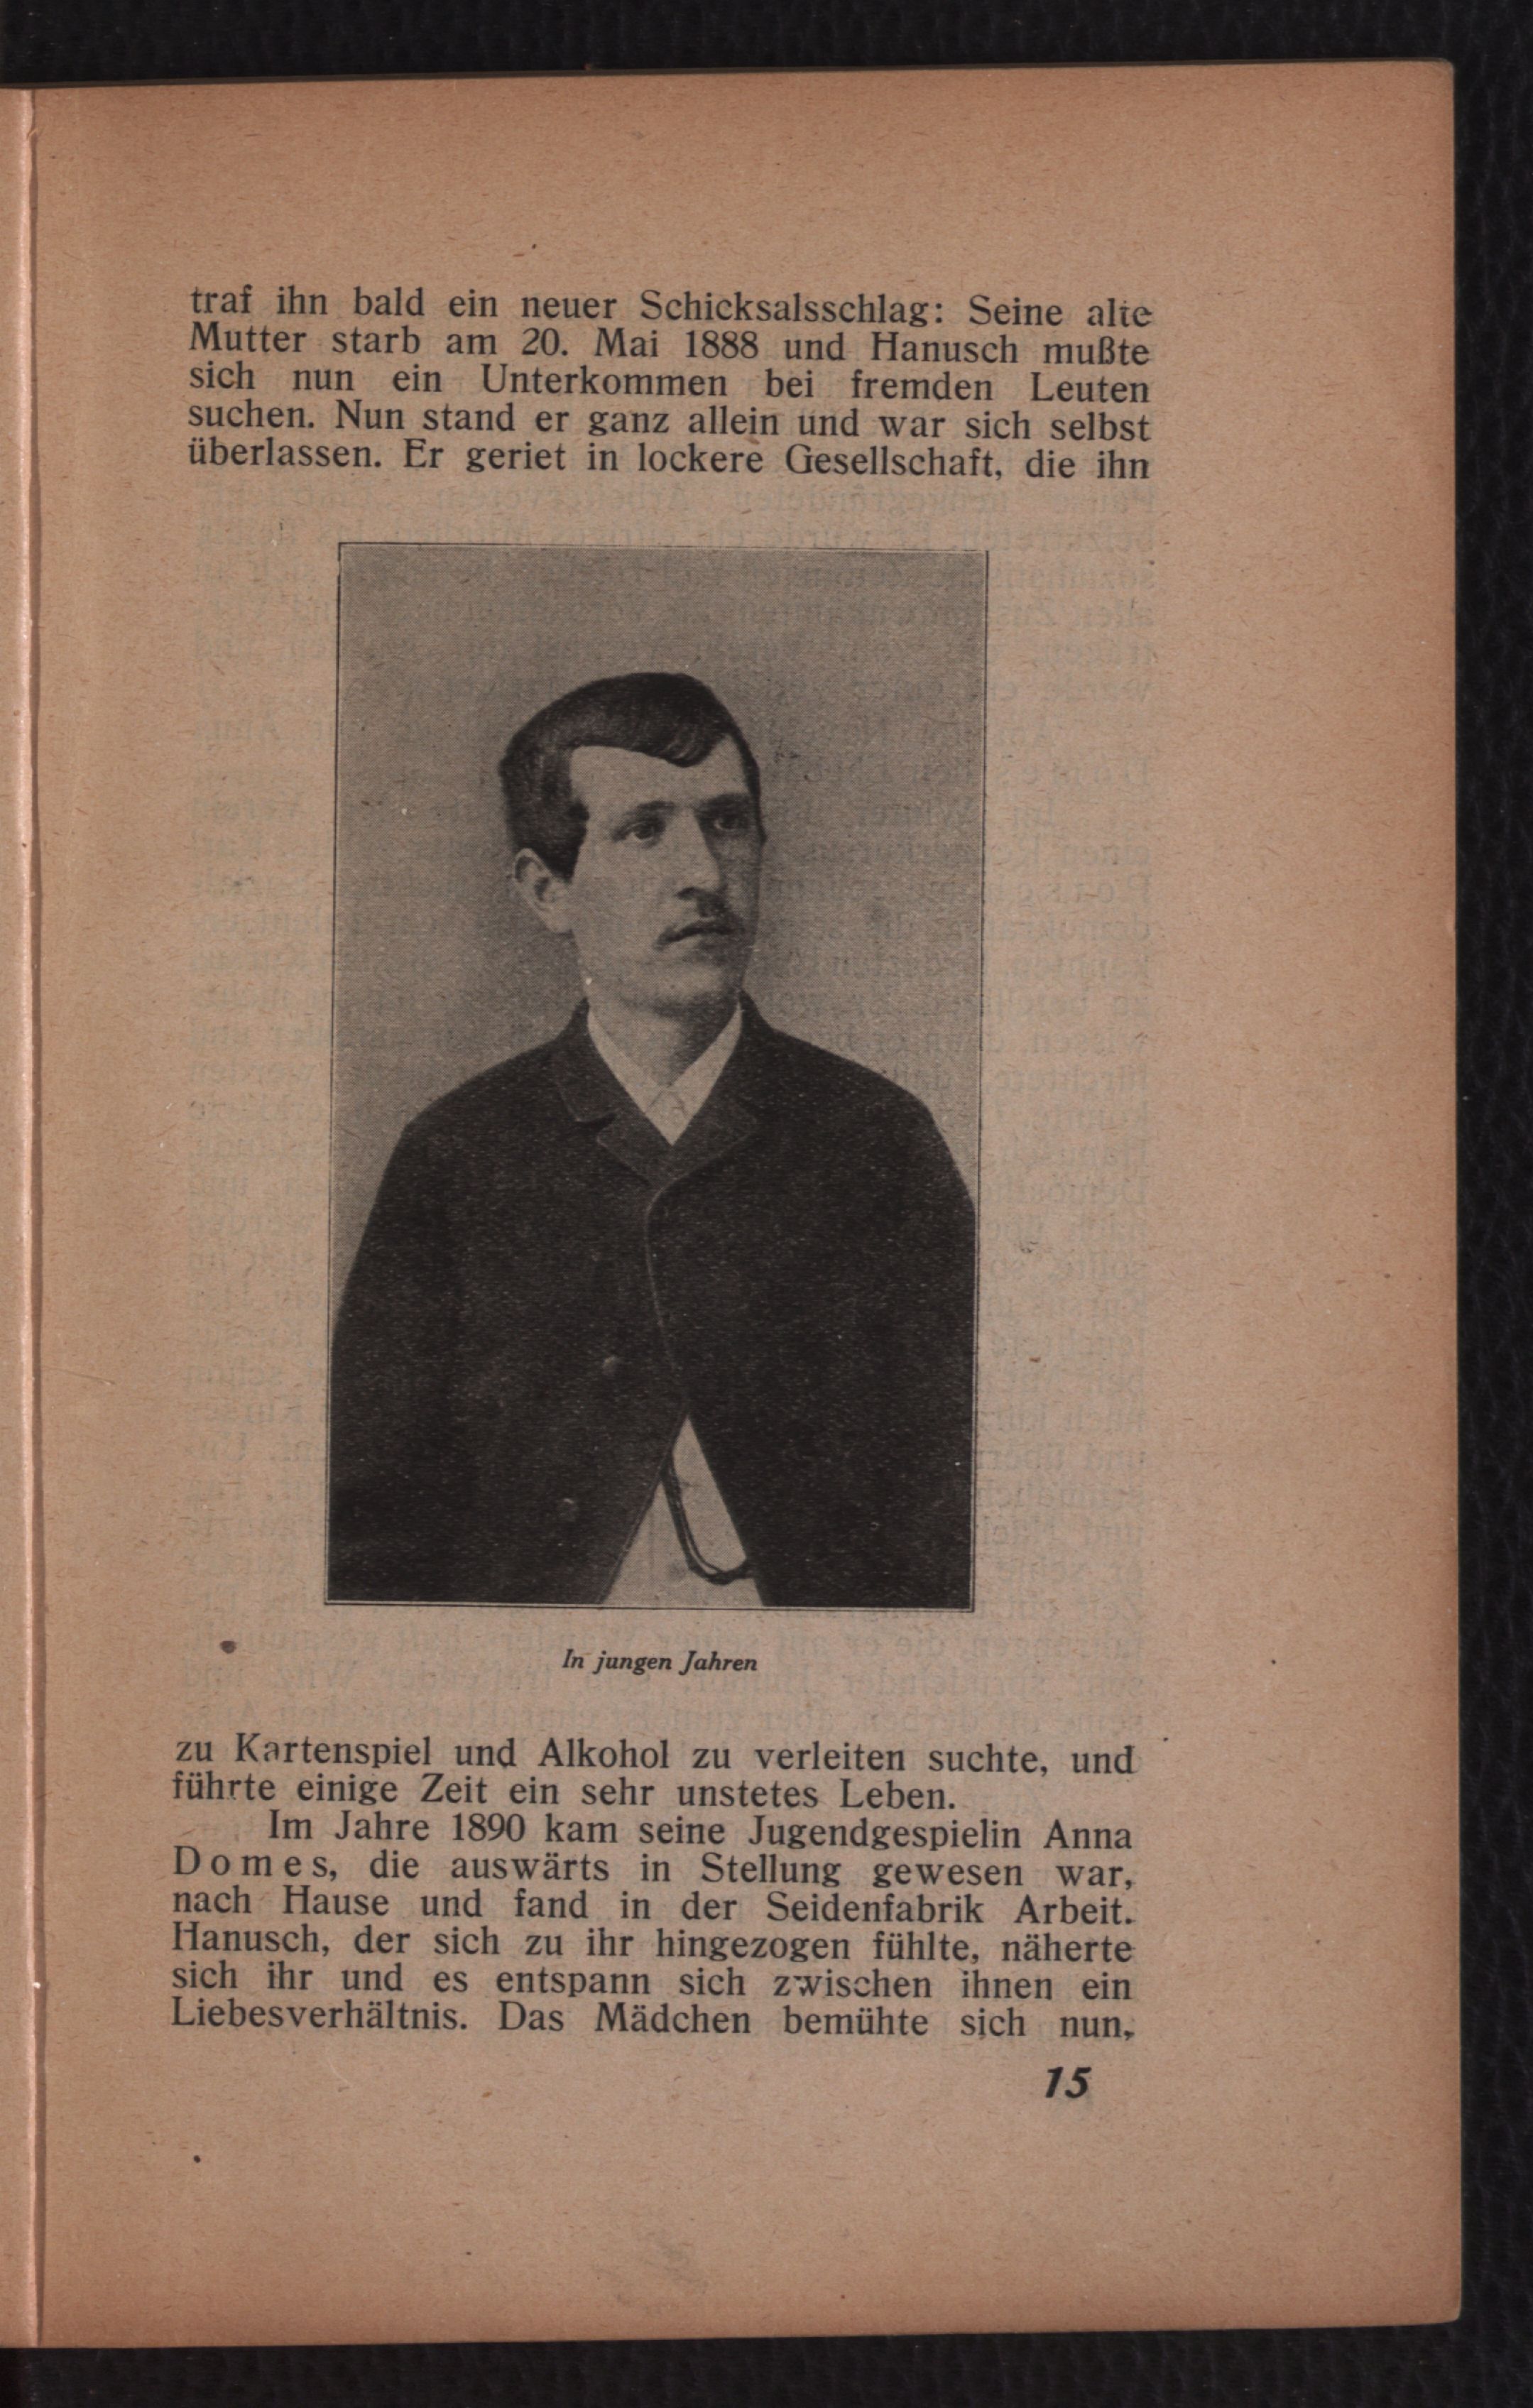 traf ihn bald ein neuer Schicksalsschlag: Seine alte
Mutter starb am 20. Mai 1888 und Hanusch mußte
sich nun ein Unterkommen bei fremden Leuten
suchen. Nun stand er ganz allein und war sich selbst
überlassen. Er geriet in lockere Gesellschaft, die ihn
In jungen Jahren
zu Kartenspiel und Alkohol zu verleiten suchte, und
führte einige Zeit ein sehr unstetes Leben.
Im Jahre 1890 kam seine Jugendgespielin Anna
Domes, die auswärts in Stellung gewesen war,
nach Hause und fand in der Seidenfabrik Arbeit.
Hanusch, der sich zu ihr hingezogen fühlte, näherte
sich ihr und es entspann sich zwischen ihnen ein
Liebesverhältnis. Das Mädchen bemühte sich nun,
15